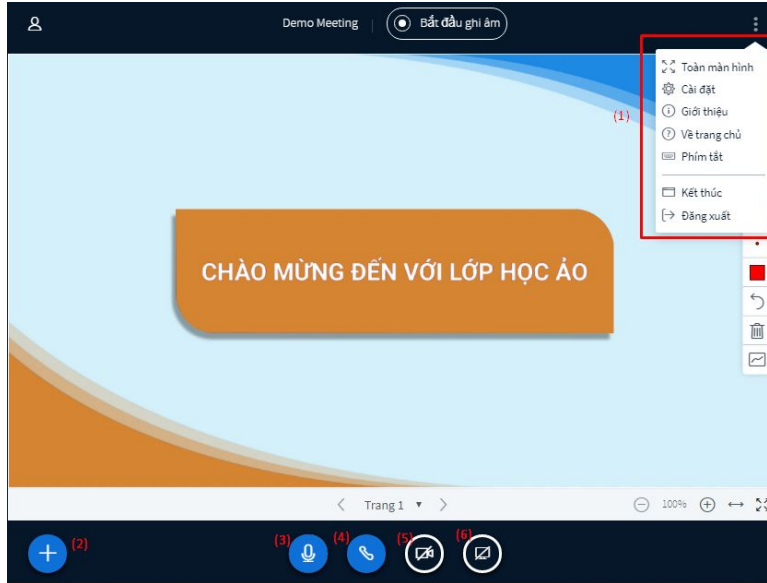 Demo Meeting
Bắt đầu ghi âm
Toàn màn hình
Cài đặt
(1)
Giới thiệu
Về trang chủ
Phím tắt
Kết thúc
Đăng xuất
CHÀO MỪNG ĐẾN VỚI LỚP HỌC ẢO
Trang 1
100%
(2)
(3)
(4)
(5)
(6)